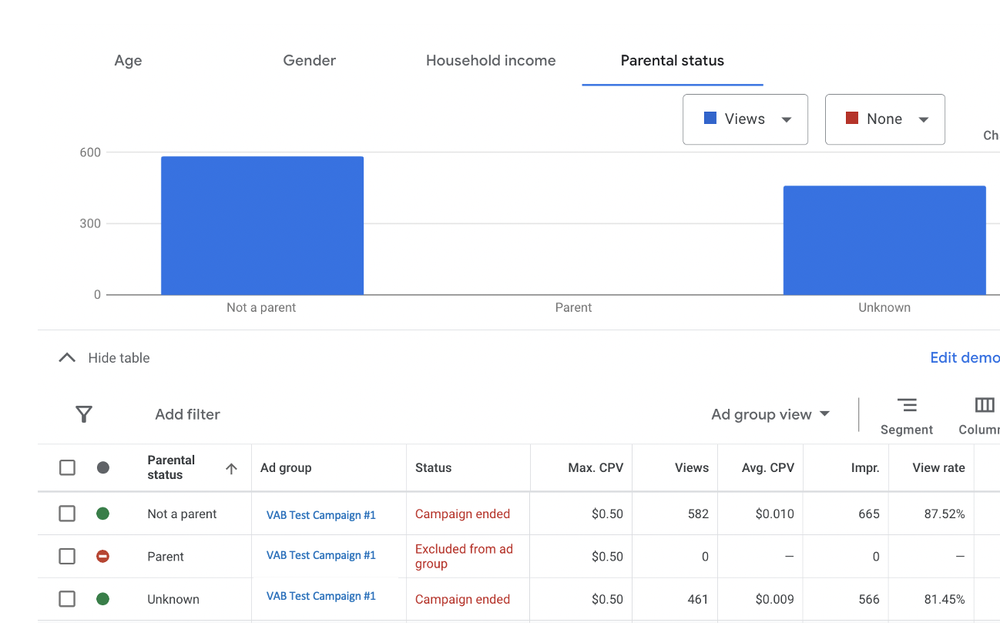 Age Gender Household income Parental status
Views None
Ch
600
300
0
Not a parent Parent Unknown
Hide table Edit demo
Add filter Ad group view Segment Colum
Parental status Ad group Status Max. CPV Views Avg. CPV Impr. View rate
Not a parent VAB Test Campaign #1 Campaign ended $0.50 582 $0.010 665 87.52%
Parent VAB Test Campaign #1 Excluded from ad group $0.50 0 — 0 —
Unknown VAB Test Campaign #1 Campaign ended $0.50 461 $0.009 566 81.45%